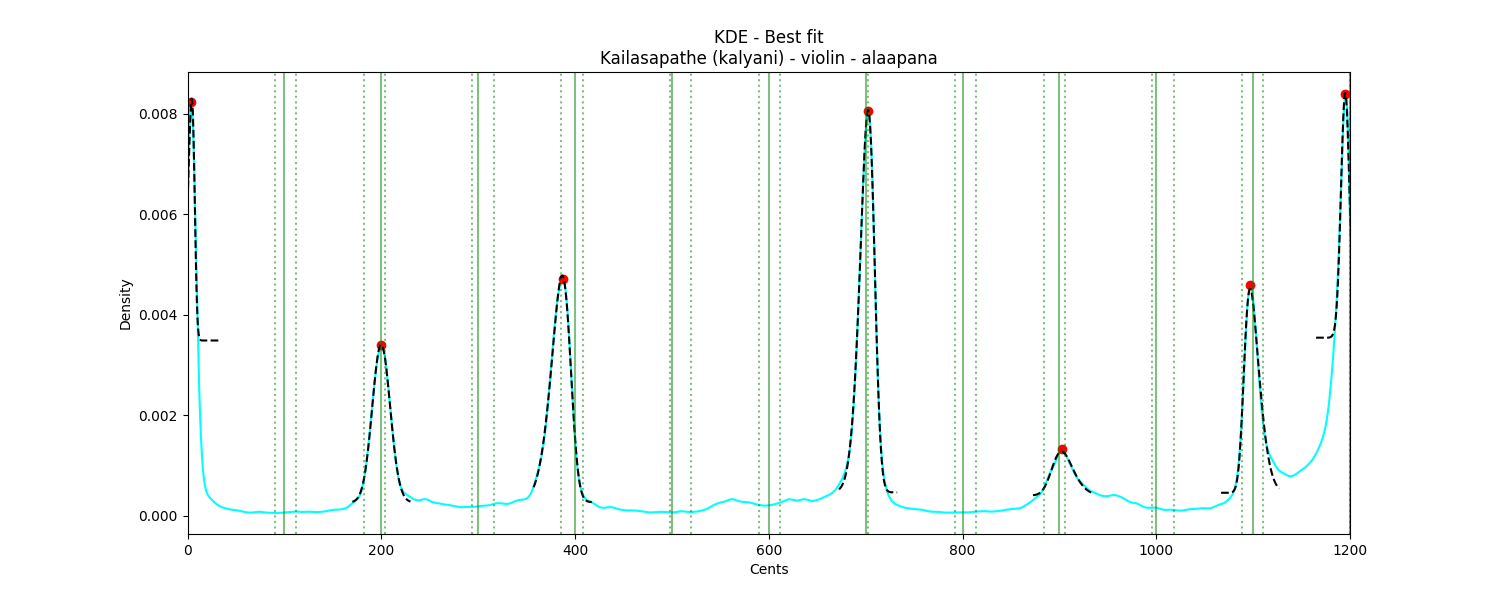 KDE - Best fit
Kailasapathe (kalyani) - violin - alaapana
0.008
0.006
0.004
0.002
0.000
Density
0 200 400 600 800 1000 1200
Cents